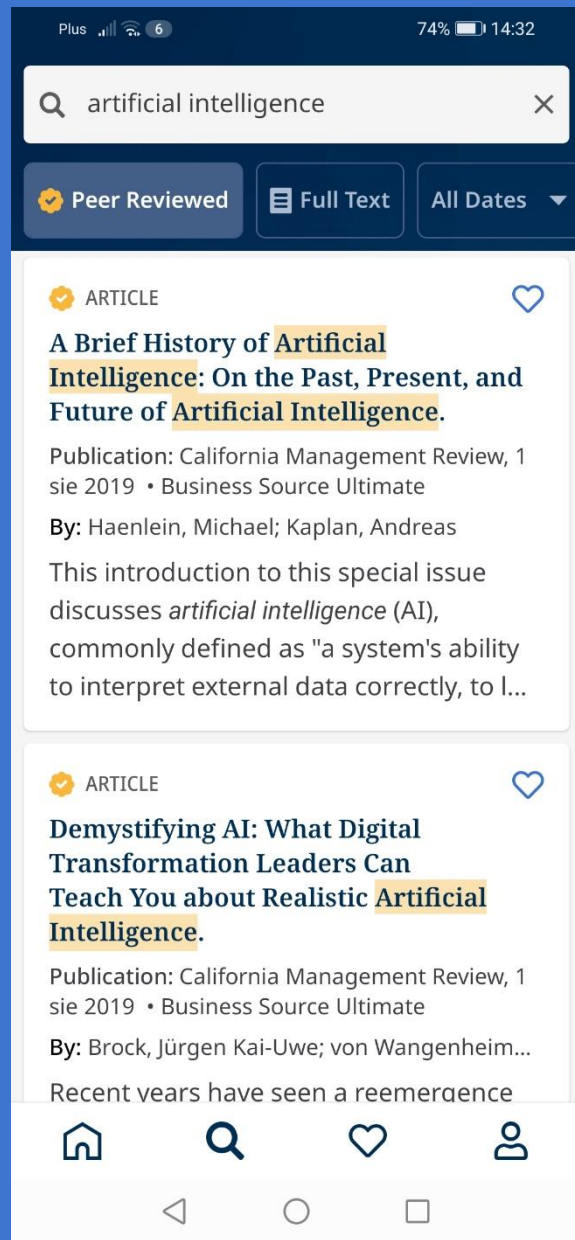 Plus 6 74% 14:32
artificial intelligence
Peer Reviewed Full Text All Dates
ARTICLE
A Brief History of Artificial
Intelligence: On the Past, Present, and
Future of Artificial Intelligence.
Publication: California Management Review, 1
sie 2019 • Business Source Ultimate
By: Haenlein, Michael; Kaplan, Andreas
This introduction to this special issue
discusses artificial intelligence (AI),
commonly defined as "a system's ability
to interpret external data correctly, to l...
ARTICLE
Demystifying AI: What Digital
Transformation Leaders Can
Teach You about Realistic Artificial
Intelligence.
Publication: California Management Review, 1
sie 2019 • Business Source Ultimate
By: Brock, Jürgen Kai-Uwe; von Wangenheim...
Recent years have seen a reemergence